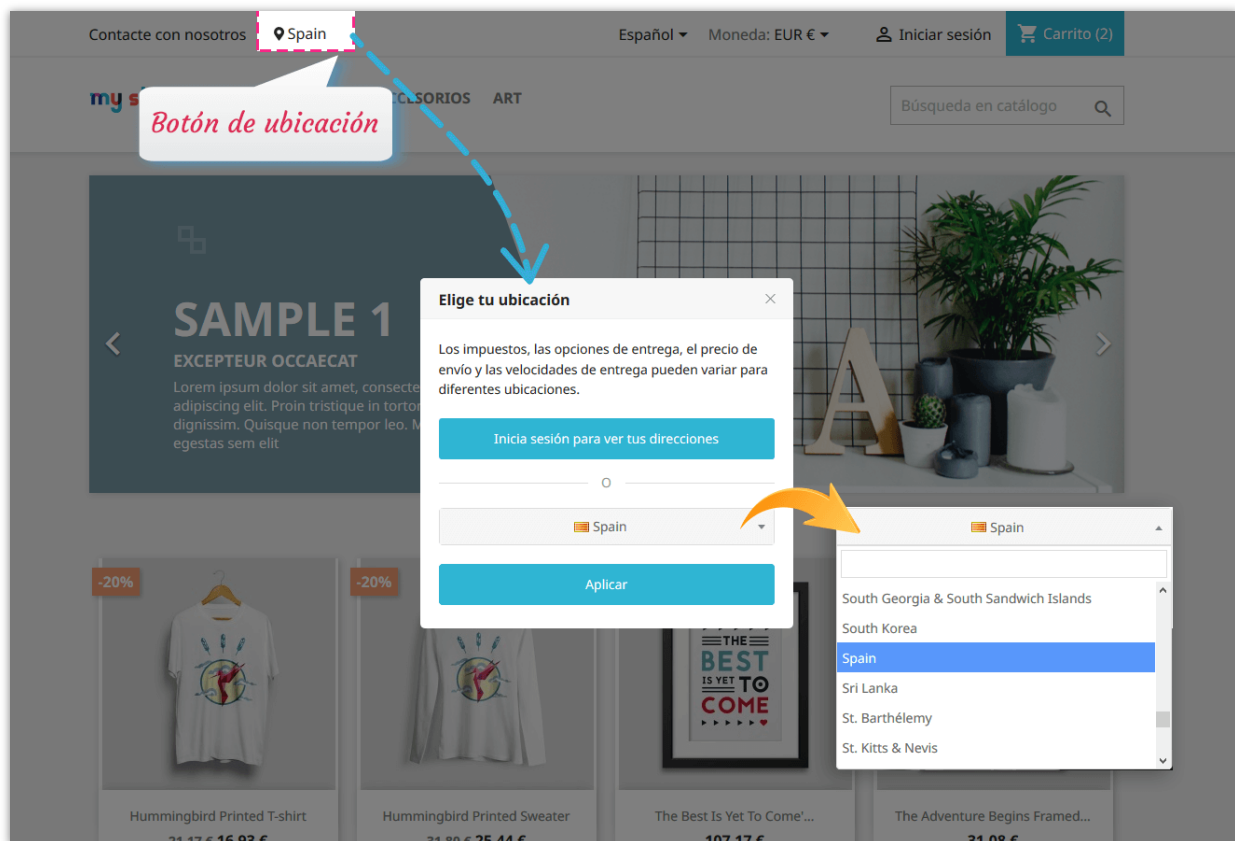 Contacte con nosotros
Spain
Español
Moneda: EUR €
Iniciar sesión
Carrito (2)
my s
Botón de ubicación
CCESORIOS
ART
Búsqueda en catálogo
SAMPLE 1
EXCEPTEUR OCCAECAT
Lorem ipsum dolor sit amet, consecte
adipiscing elit. Proin tristique in tortor
dignissim. Quisque non tempor leo. M
egestas sem elit
Elige tu ubicación
Los impuestos, las opciones de entrega, el precio de
envío y las velocidades de entrega pueden variar para
diferentes ubicaciones.
Inicia sesión para ver tus direcciones
O
Spain
Aplicar
Spain
South Georgia & South Sandwich Islands
South Korea
Spain
Sri Lanka
St. Barthélemy
St. Kitts & Nevis
-20%
-20%
THE
BEST
IS YET TO
COME
Hummingbird Printed T-shirt
21,17 € 16,93 €
Hummingbird Printed Sweater
31,80 € 25,44 €
The Best Is Yet To Come'...
107,17 €
The Adventure Begins Framed...
31,08 €